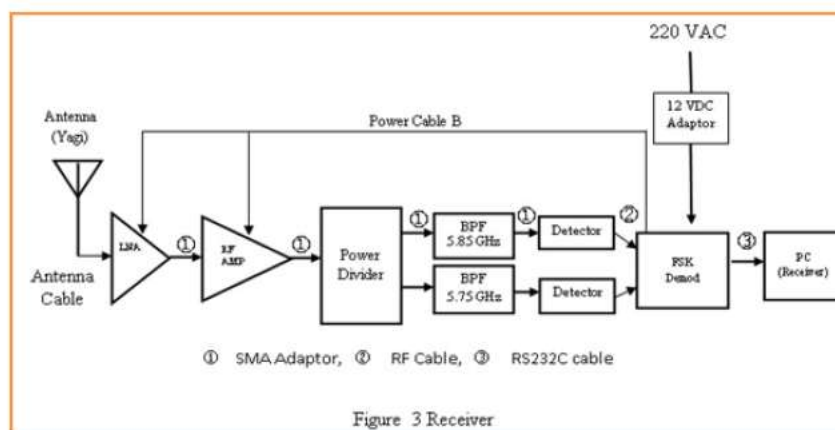 220 VAC
12 VDC
Adaptor
Antenna
(Yagi)
Power Cable B
LNA
①
RF
AMP
①
Power
Divider
①
BPF
5.85 GHz
①
Detector
②
BPF
5.75 GHz
Detector
FSK
Demod
③
PC
(Receiver)
Antenna
Cable
① SMA Adaptor, ② RF Cable, ③ RS232C cable
Figure 3 Receiver